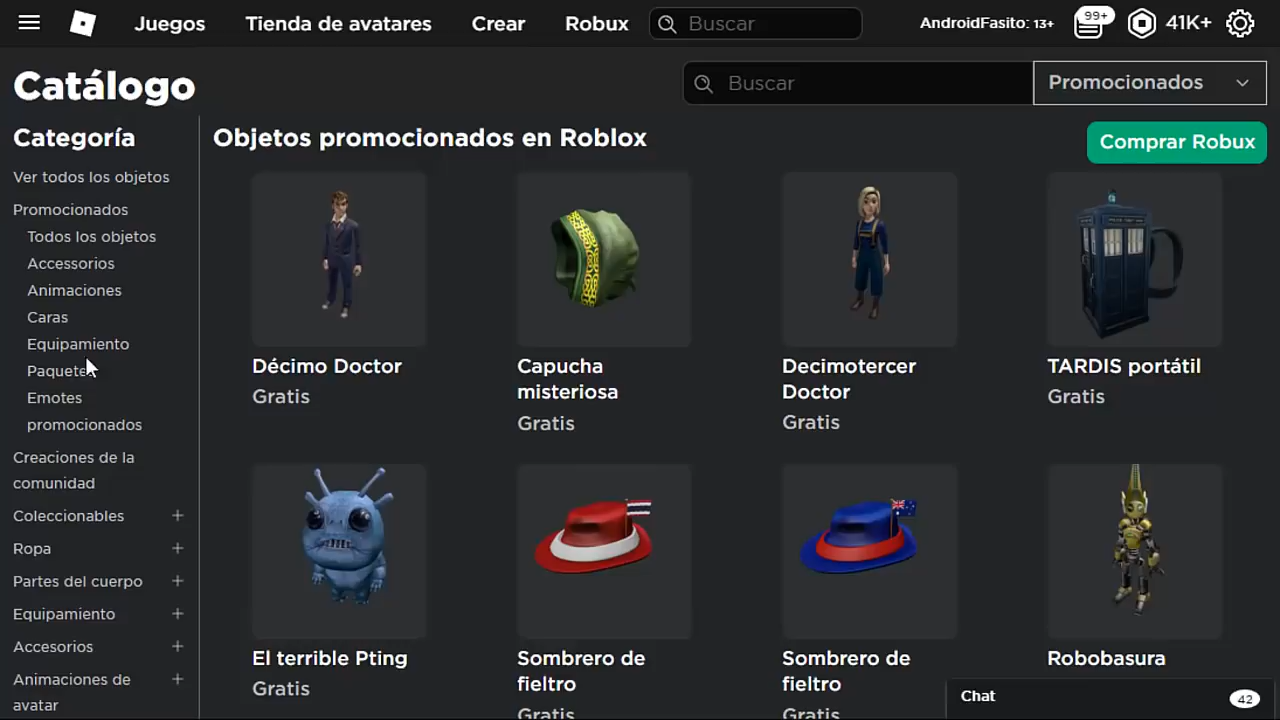 Juegos Tienda de avatares Crear Robux Buscar AndroidFasito: 13+ 99+ 41K+
Catálogo Buscar Promocionados
Categoría
Ver todos los objetos
Promocionados
Todos los objetos
Accessorios
Animaciones
Caras
Equipamiento
Paquete
Emotes
promocionados
Creaciones de la
comunidad
Coleccionables +
Ropa +
Partes del cuerpo +
Equipamiento +
Accesorios +
Animaciones de +
avatar
Objetos promocionados en Roblox
Comprar Robux
Décimo Doctor
Gratis
Capucha
misteriosa
Gratis
Decimotercer
Doctor
Gratis
TARDIS portátil
Gratis
El terrible Pting
Gratis
Sombrero de
fieltro
Gratis
Sombrero de
fieltro
Gratis
Robobasura
Chat 42